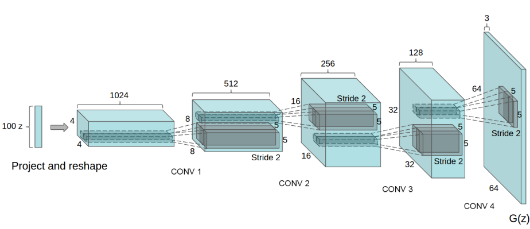 3
128
256
64
512
1024
Stride 2
5
16
5
32
5
5
4
8
5
100 z
Stride 2
5
4
5
5
Stride 2
8
16
32
Stride 2
Project and reshape
CONV 1
CONV 2
CONV 3
64
CONV 4
G(z)